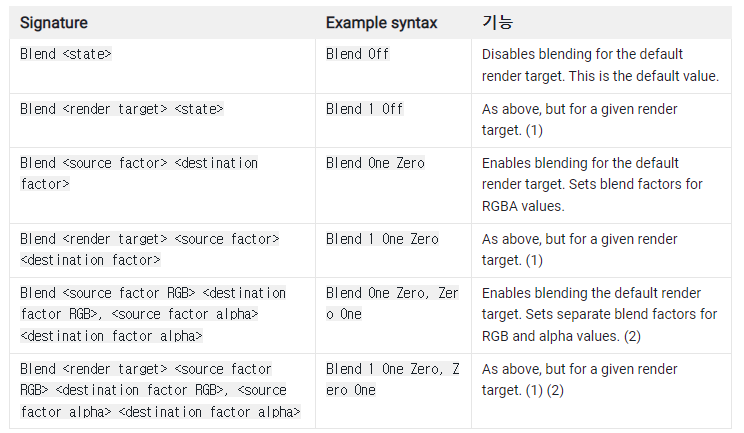 Signature Example syntax 기능
Blend <state> Blend Off Disables blending for the default
render target. This is the default value.
Blend <render target> <state> Blend 1 Off As above, but for a given render
target. (1)
Blend <source factor> <destination Blend One Zero Enables blending for the default
factor> render target. Sets blend factors for
RGBA values.
Blend <render target> <source factor> Blend 1 One Zero As above, but for a given render
<destination factor> target. (1)
Blend <source factor RGB> <destination Blend One Zero, Zer Enables blending the default render
factor RGB>, <source factor alpha> o One target. Sets separate blend factors for
<destination factor alpha> RGB and alpha values. (2)
Blend <render target> <source factor Blend 1 One Zero, Z As above, but for a given render
RGB> <destination factor RGB>, <source ero One target. (1) (2)
factor alpha> <destination factor alpha>